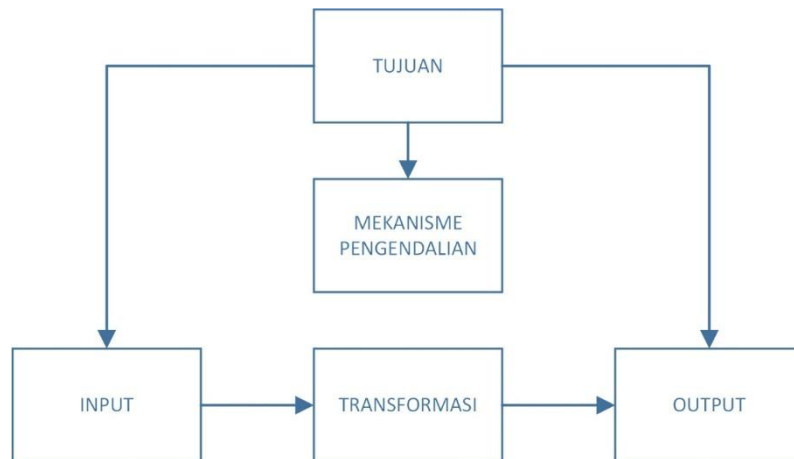 TUJUAN
MEKANISME
PENGENDALIAN
INPUT
TRANSFORMASI
OUTPUT